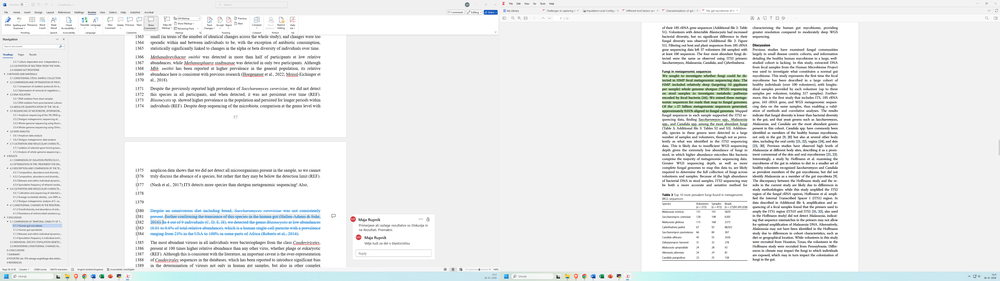 AutoSave Off v3_draft.docx Search UM
File Home Insert Design Layout References Mailings Review View Zotero Help InstaText Acrobat Comments Editing Share
Editor Spelling and Grammar Thesaurus Word Count Read Aloud Check Accessibility Translate Language New Comment Delete Previous Next Show Comments Filter All Markup All Markup Show Markup Reviewing Pane Track Changes Accept Reject Previous Next Compare Block Authors Restrict Editing Hide Ink
Proofing Speech Accessibility Language Comments Markup Tracking Compare Protect Ink
Navigation
Search document
Headings Pages Results
2.2.1 Culture-dependant and -independent a...
2.3 CULTIVATION OF BACTERIA FROM THE HUM...
2.4 HUMAN GUT RESISTOME
3 METHODS AND MATERIALS
3.1 LONGITUDINAL STOOL SAMPLE COLLECTION
3.2 COMPARISON AND OPTIMIZATION OF PROT...
3.2.1 Comparison of isolation protocols for b...
3.2.2 Optimization of removal of vegetative c...
3.3 DNA ISOLATION
3.3.1 DNA isolation from stool samples
3.3.2 DNA isolation from pure bacterial cultures
3.4 ABSOLUTE QUANTIFICATION OF THE 16S rR...
3.5 SEQUENCING OF MICROBIOTA, SPOROBIOTA...
3.5.1 Amplicon sequencing of the 16S rRNA g...
3.5.2 Shotgun metagenomic sequencing of...
3.5.3 Whole-genome sequencing using Illumi...
3.5.4 Whole-genome sequencing using Oxfor...
3.6 DATA ANALYSIS
3.6.1 Amplicon data analysis
3.6.2 Shotgun metagenomic data analysis
3.7 CULTIVATION AND MOLECULAR CHARACTE...
3.7.1 Isolation of selected spore-forming bact...
3.7.2 Analysis of whole-genome sequencing r...
4 RESULTS
4.1 COMPARISON OF ISOLATION PROTOCOLS F...
4.2 OPTIMIZATION OF PRE-TREATMENT FOR DN...
4.3 DESCRIPTION AND COMPARISON OF THE TE...
4.3.1 Composition, abundance and diversity...
4.3.2 Composition, abundance and diversity...
4.3.3 Between and within-individual dynamic...
4.3.4 Sporulation frequency of ethanol-resista...
4.4 CULTIVATION AND MOLECULAR CHARACTE...
4.4.1 Cultivation and sequencing of selected s...
4.1.2 Average nucleotide identity, core SNPs a...
4.1.3 Shotgun metagenomic analysis of C. sa...
4.1 LONGITUDINAL CHANGES IN THE RESISTOM...
4.1.2 Overall diversity and abundance of anti...
4.1.3 Persistence of antimicrobial resistance g...
5 DISCUSSION
5.1 COMPARISON OF TEMPORAL STABILITY OF T...
5.1.1 Human gut microbiota
5.1.2 Human gut sporobiota
5.1.3 Between and within individual dynamics...
5.1.4 Sporulation frequency is individual and t...
5.2 INDIVIDUAL-SPECIFIC POPULATION GENETIC...
5.3 MONITORING LONGITUDINAL CHANGES IN...
6 CONCLUSIONS
7 SUMMARY
8 POVZETEK (do 10% obsega angleškega dela dokto...
9 REFERENCES
1363 small (in terms of the number of identical changes across the whole study), and changes were too
1364 sporadic within and between individuals to be, with the exception of antibiotic consumption,
1365 statistically significantly linked to changes in the alpha or beta diversity of individuals over time.
1366 Methanobrevibacter smithii was detected in more than half of participants at low relative
1367 abundances, while Methanosphaera stadtmanae was detected in only two participants. Although
1368 Mbb. smithii has been reported at higher prevalence in the general population, its relative
1369 abundance here is consistent with previous research (Hoegenauer et al., 2022; Moissl-Eichinger et
1370 al., 2018).
1371 Despite the previously reported high prevalence of Saccharomyces cerevisiae, we did not detect
1372 this species in all participants, and when detected, it was not persistent over time (REF).
1373 Blastocystis sp. showed higher prevalence in the population and persisted for longer periods within
1374 individuals (REF). Despite deep sequencing of the microbiota, comparison at the genus level with
57
1375 amplicon data shows that we did not detect all microorganisms present in the sample, so we cannot
1376 truly discuss the absence of a species, but rather that they may be below the detection limit (REF).
1377 (Nash et al., 2017) ITS detects more species than shotgun metagenomic sequencing! Also,
1378
1379
1380 Despite an omnivorous diet including bread, Saccharomyces cerevisiae was not consistently
1381 present, further confirming the transience of this species in the human gut (Hallen-Adams & Suhr,
1382 2016). In 4 out of 9 individuals (C, D, E, H), we detected the genus Blastocystis at low abundances
1383 (0.01 to 0.6% of total relative abundance), which is a human single-cell parasite with a prevalence
1384 ranging from 23% in the USA to 100% in some parts of Africa (Roberts et al., 2014).
1385 The most abundant viruses in all individuals were bacteriophages from the class Caudoviricetes,
1386 present at 100 times higher relative abundance than any other virus, whether phage or eukaryotic
1387 (REF). Although this is consistent with the literature, an important caveat is the over-representation
1388 of Caudovirales sequences in the databases, which has been reported to introduce significant bias
1389 in the determination of viruses not only in human gut samples, but also in other complex
MR Maja Rupnik
Primerjave ali razlage rezultatov so Diskusija in
ne Rezultati. Premakni.
MR Maja Rupnik
Velja tudi za del o blastocistisu
Reply
Page 58 of 90 Column: 1 23990 words 168376 characters English (United Kingdom) Accessibility: Investigate 140%
Iskanje 13:11
28. 01. 2026
Z File Edit View Go Tools Help
My Library Challenges in capturing th Population-Level Configur Different host factors are Characterizations of gut b The gut mycobiome of th
7 / 13
of their 18S rRNA gene sequences (Additional file 2: Table
S1). Volunteers with detectable Blastocystis had increased
bacterial diversity, but no significant difference in their
fungal diversity was observed (Additional file 2: Figure
S1). Filtering out host and plant sequences from 18S rRNA
gene sequencing data left 37 volunteers (66 samples) with
at least 100 sequences. The four most abundant fungi de-
tected were the same as observed using ITS2 primers:
Saccharomyces, Malassezia, Candida, and Cyberlindnera.
Fungi in metagenomic sequences
We sought to investigate whether fungi could be de-
tected in HMP fecal metagenomic sequencing data. The
HMP included relatively deep (targeting 10 gigabases
per sample) whole genome shotgun (WGS) sequencing
on stool samples to investigate metabolic pathways
encoded by fecal bacteria [16]. We mined these metage-
nomic sequences for reads that map to fungal genomes.
Of the > 27 billion metagenomic sequences generated,
approximately 0.01% aligned to fungal genomes. Mapped
fungal sequences in each sample supported the ITS2 se-
quencing data, finding Saccharomyces spp., Malassezia
spp., and Candida spp. among the most abundant fungi
(Table 3; Additional file 3: Tables S2 and S3). Addition-
ally, species in these genera were detected in a large
number of samples and volunteers, though not as preva-
lently as what was identified in the ITS2 sequencing
data. This is likely due to insufficient WGS sequencing
depth given the extremely low abundance of fungi in
stool, in which higher abundance microbes like bacteria
comprise the majority of metagenomic sequencing data.
Greater WGS sequencing depth, as well as more
complete fungal genomes to map this data to, are likely
required to determine the full collection of fungi across
volunteers and samples. Because of the high abundance
of bacterial DNA in stool samples, ITS2 sequencing may
be both a more accurate and sensitive method for
Table 3 Top 10 most prevalent fungi found in metagenomic
WGS sequences
Species Volunteers (n = 215) Samples (n = 472) Reads (n = 27,091,491,028)
Malassezia restricta 131 191 5829
Saccharomyces cerevisiae 128 198 6205
Malassezia globosa 115 168 2373
Cyberlindnera jadinii 67 92 88,922
Saccharomyces pastorianus 66 84 307
Candida albicans 45 55 2426
Debaryomyces hansenii 31 32 278
Malassezia sympodialis 24 28 92
Alternaria alternata 24 24 81
Candida parapsilosis 23 25 158
characterizing the human gut mycobiome, providing
greater resolution compared to moderately deep WGS
sequencing.
Discussion
Previous studies have examined fungal communities
largely in small disease centric cohorts, and information
detailing the healthy human mycobiome in a large, well-
studied cohort is lacking. In this study, extracted DNA
from fecal samples from the Human Microbiome Project
was used to investigate what constitutes a normal gut
mycobiome. This study represents the first time the fecal
mycobiome has been described in a large cohort of
healthy individuals (over 100 volunteers), with longitu-
dinal samples provided by each volunteer (up to three
samples per volunteer, totaling 317 samples). Further-
more, this is the first study that includes ITS, 18S rRNA
gene, 16S rRNA gene, and WGS metagenomic sequen-
cing data on the same samples, thus enabling a valid-
ation of methods and correlative analyses. The results
indicate that fungal diversity is lower than bacterial diversity
in the gut, and that yeast genera such as Saccharomyces,
Malassezia, and Candida are the most abundant genera
present in this cohort. Candida spp. have commonly been
identified as members of the healthy human mycobiome,
not only in the gut [9, 20] but also at several other body
sites, including the oral cavity [21, 22], vagina [24], and skin
[23, 30]. Previous studies have observed high levels of
Malassezia at different body sites, describing it as a prom-
inent commensal of the skin and oral mycobiomes [21, 23].
Interestingly, a study by Hoffmann et al. examining the
mycobiome of the gut in relation to diet in a smaller set of
healthy volunteers recognized Saccharomyces and Candida
as prevalent members of the gut mycobiome, but did not
identify Malassezia as a member of the gut mycobiota [9].
The discrepancy between the Hoffmann study and the re-
sults in the current study are likely due to differences in
study methodologies: while this study amplified the ITS2
region of the fungal rRNA operon, Hoffmann et al. ampli-
fied the Internal Transcribed Spacer 1 (ITS1) region. In
data described in Additional file 4, amplification and se-
quencing of a fecal samples found that the primers used to
amplify the ITS1 region (ITS1F and ITS2 [31, 32], also used
in the Hoffmann study) did not detect Malassezia, indicat-
ing that sequence mismatches in the primers may not allow
for optimal amplification of Malassezia DNA. Alternatively,
Malassezia may not have been identified in the Hoffmann
study due to differences in cohort characteristics, such as
diet or geographical location. While volunteers in this study
were recruited from Houston, Texas, the volunteers in the
Hoffmann study were recruited from Pennsylvania. Differ-
ences in climate may impact the fungi to which individuals
are exposed, which may in turn impact the colonization of
fungi in the gut.
Iskanje 13:11
28. 01. 2026